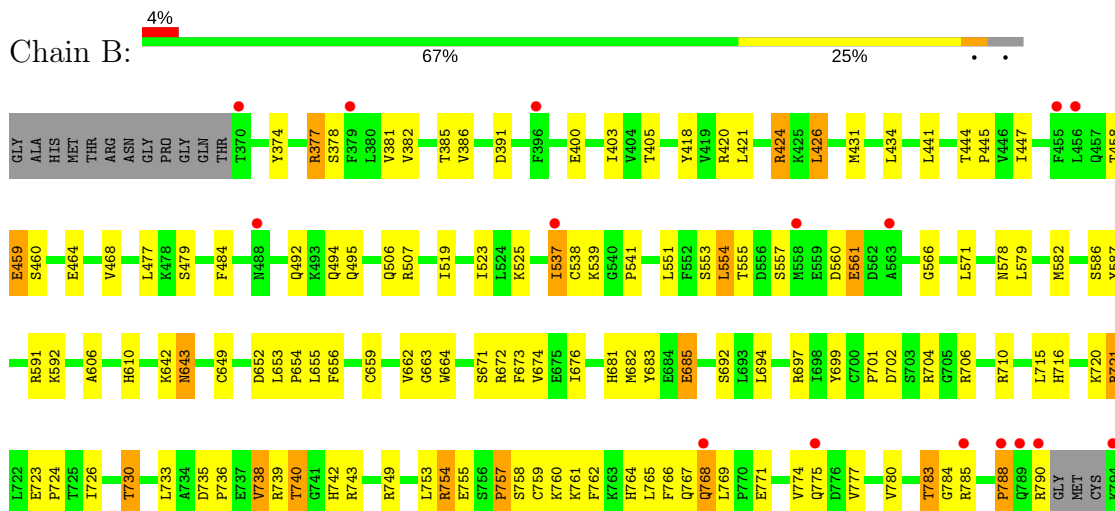 4%
Chain B:
67% 25% • •
GLY ALA HIS MET THR ARG ASN GLY PRO GLY GLN THR T370 Y374 R377 S378 F379 L380 V381 V382 T385 V386 D391 F396 E400 I403 V404 T405 Y418 V419 R420 L421 R424 K425 L426 M431 L434 L441 T444 P445 V446 I447 F455 L456 Q457 T458
E459 S460 E464 V468 L477 K478 S479 F484 N488 Q492 K493 Q494 Q495 Q506 R507 I519 I523 L524 K525 I537 C538 K539 G540 P541 L551 F552 S553 L554 T555 D556 S557 M558 E559 D560 E561 D562 A563 G566 L571 N578 L579 M582 S586 Y587
R591 K592 A606 H610 K642 N643 C649 D652 L653 P654 L655 F656 C659 V662 G663 W664 S671 R672 F673 V674 E675 I676 H681 M682 Y683 E684 E685 S692 L693 L694 R697 I698 Y699 C700 P701 D702 S703 R704 G705 R706 R710 L715 H716 K720
L722 E723 P724 T725 I726 T730 L733 A734 D735 P736 E737 V738 R739 T740 G741 H742 R743 R749 L753 R754 E755 S756 P757 S758 C759 K760 K761 F762 K763 H764 L765 F766 Q767 Q768 L769 P770 E771 V774 Q775 D776 V777 V780 T783 G784 R785 P788 Q789 R790 GLY MET CYS K794